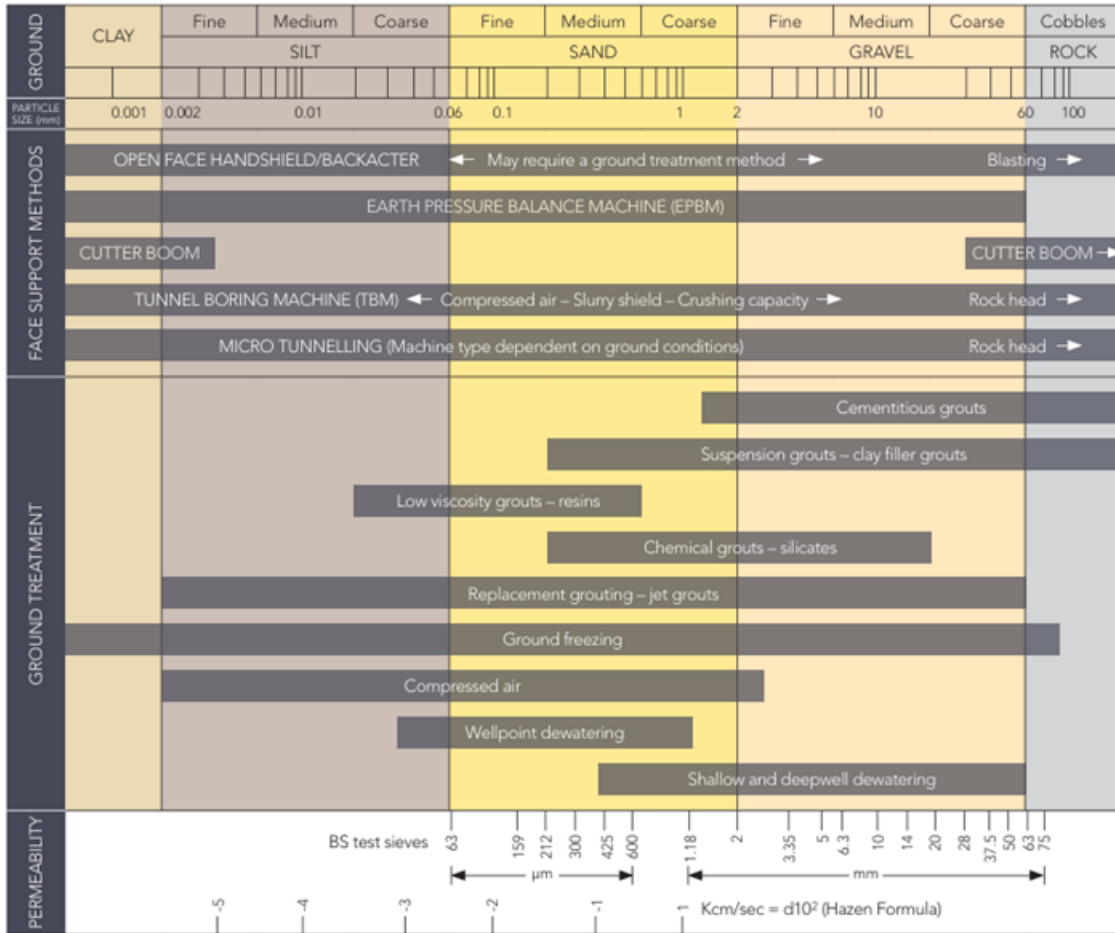 GROUND
CLAY
Fine Medium Coarse Fine Medium Coarse Fine Medium Coarse Cobbles
SILT SAND GRAVEL ROCK
PARTICLE SIZE (mm)
0.001 0.002 0.01 0.06 0.1 1 2 10 60 100
FACE SUPPORT METHODS
OPEN FACE HANDSHIELD/BACKACTER ← May require a ground treatment method → Blasting →
EARTH PRESSURE BALANCE MACHINE (EPBM)
CUTTER BOOM CUTTER BOOM →
TUNNEL BORING MACHINE (TBM) ← Compressed air – Slurry shield – Crushing capacity → Rock head →
MICRO TUNNELLING (Machine type dependent on ground conditions) Rock head →
GROUND TREATMENT
Cementitious grouts
Suspension grouts – clay filler grouts
Low viscosity grouts – resins
Chemical grouts – silicates
Replacement grouting – jet grouts
Ground freezing
Compressed air
Wellpoint dewatering
Shallow and deepwell dewatering
PERMEABILITY
BS test sieves 63 159 212 300 425 600 1.18 2 3.35 5 6.3 10 14 20 28 37.5 50 63 75
µm mm
-5 -4 -3 -2 -1 1 Kcm/sec = d10² (Hazen Formula)